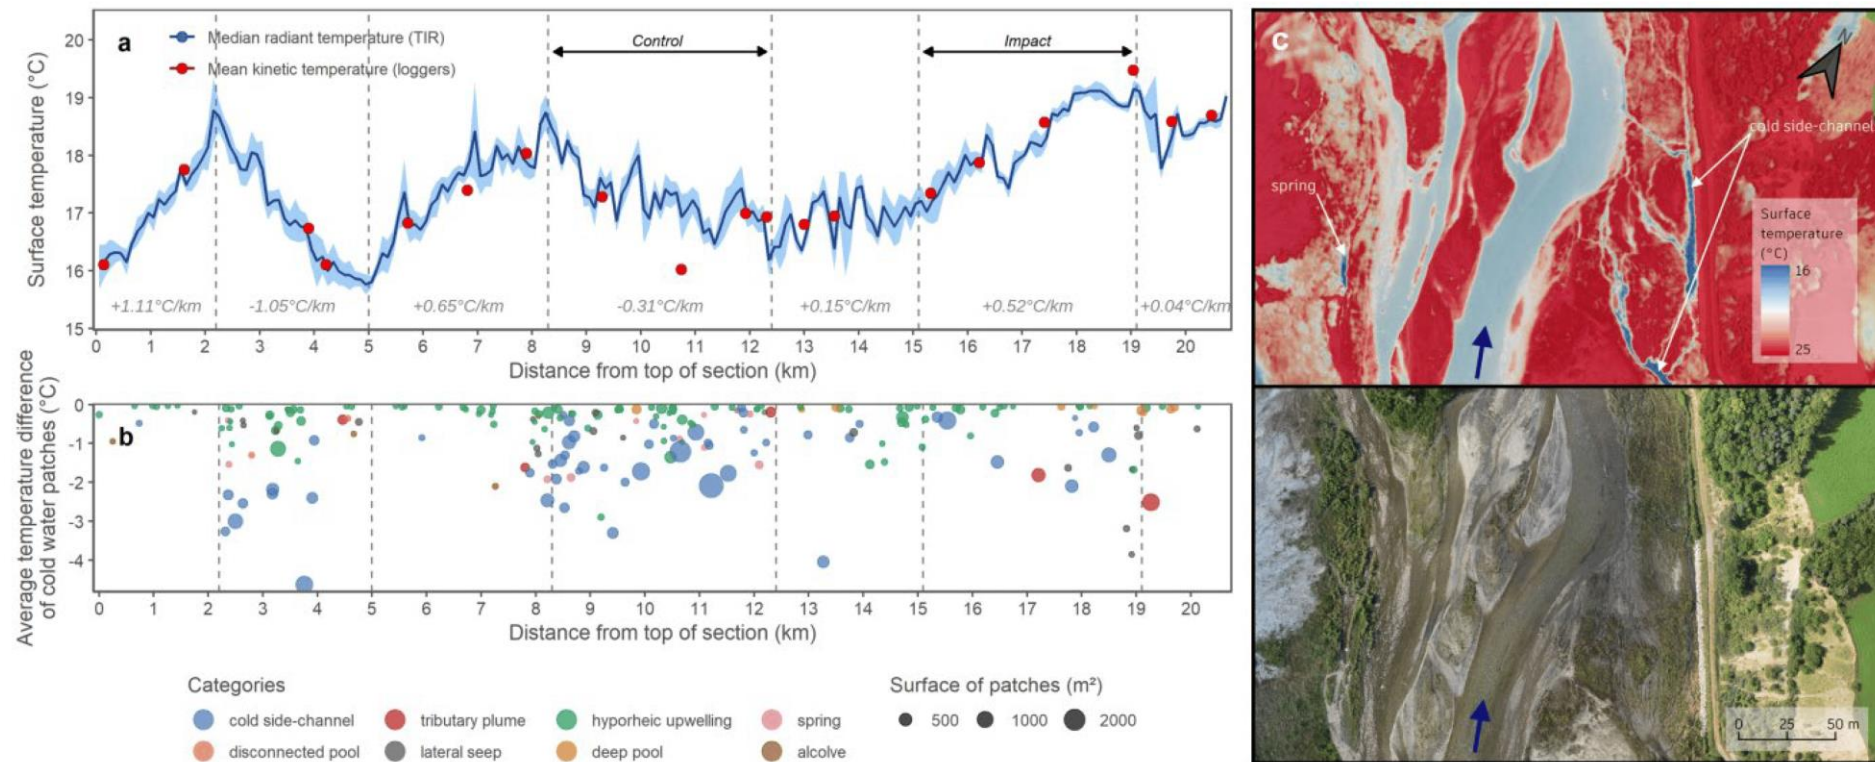 a
Median radiant temperature (TIR)
Mean kinetic temperature (loggers)
Control
Impact
Surface temperature (°C)
20
19
18
17
16
15
+1.11°C/km
-1.05°C/km
+0.65°C/km
-0.31°C/km
+0.15°C/km
+0.52°C/km
+0.04°C/km
0 1 2 3 4 5 6 7 8 9 10 11 12 13 14 15 16 17 18 19 20
Distance from top of section (km)
b
Average temperature difference
of cold water patches (°C)
0
-1
-2
-3
-4
0 1 2 3 4 5 6 7 8 9 10 11 12 13 14 15 16 17 18 19 20
Distance from top of section (km)
Categories
cold side-channel
tributary plume
hyporheic upwelling
spring
disconnected pool
lateral seep
deep pool
alcolve
Surface of patches (m²)
500
1000
2000
C
N
cold side-channel
spring
Surface
temperature
(°C)
16
25
0 25 50 m